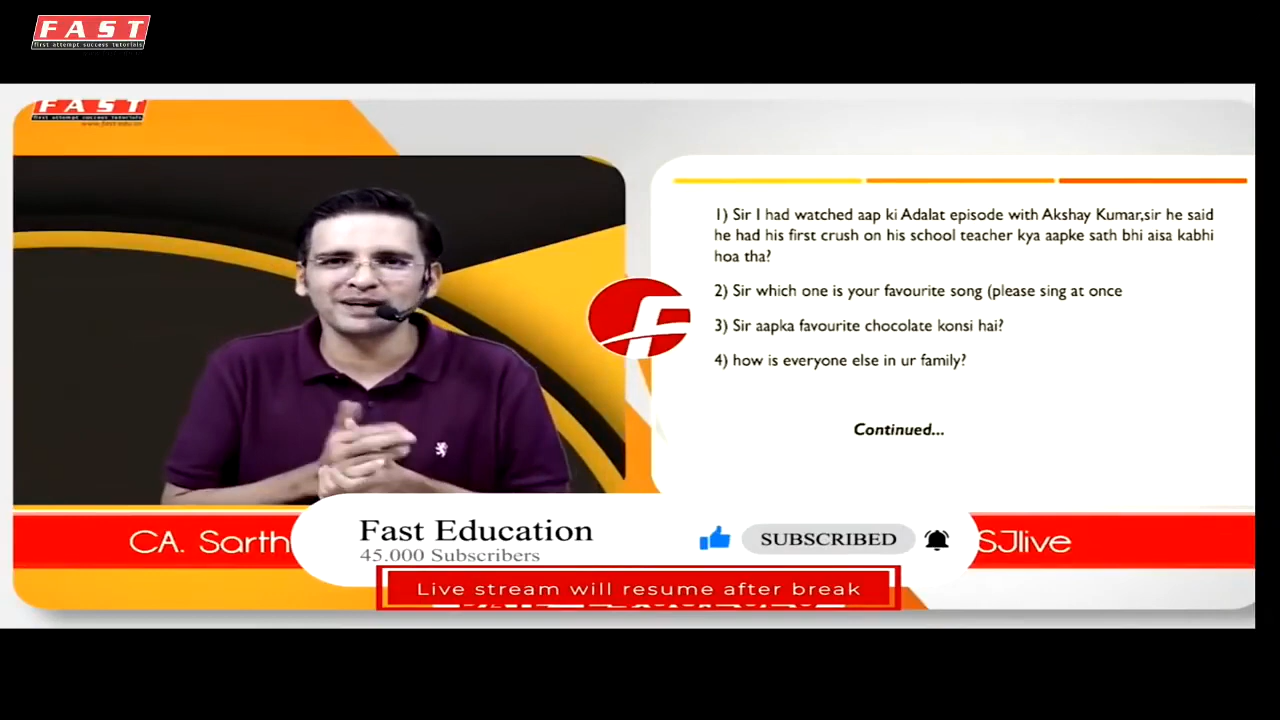 FAST
first attempt success tutorials
FAST
first attempt success tutorials
1) Sir I had watched aap ki Adalat episode with Akshay Kumar,sir he said
he had his first crush on his school teacher kya aapke sath bhi aisa kabhi
hoa tha?
2) Sir which one is your favourite song (please sing at once
3) Sir aapka favourite chocolate konsi hai?
4) how is everyone else in ur family?
Continued...
CA. Sarth
SJlive
Fast Education
45.000 Subscribers
SUBSCRIBED
Live stream will resume after break